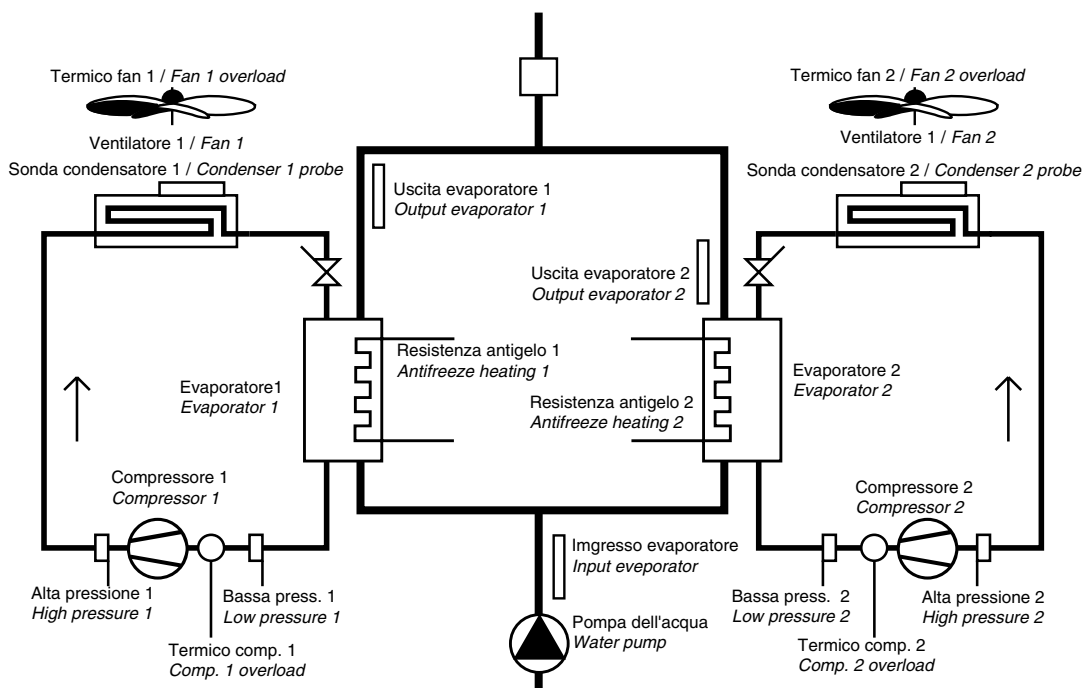 Termico fan 1 / Fan 1 overload
Ventilatore 1 / Fan 1
Sonda condensatore 1 / Condenser 1 probe
Termico fan 2 / Fan 2 overload
Ventilatore 1 / Fan 2
Sonda condensatore 2 / Condenser 2 probe
Uscita evaporatore 1
Output evaporator 1
Uscita evaporatore 2
Output evaporator 2
Resistenza antigelo 1
Antifreeze heating 1
Evaporatore1
Evaporator 1
Resistenza antigelo 2
Antifreeze heating 2
Evaporatore 2
Evaporator 2
Compressore 1
Compressor 1
Compressore 2
Compressor 2
Imgresso evaporatore
Input eveporator
Alta pressione 1
High pressure 1
Bassa press. 1
Low pressure 1
Termico comp. 1
Comp. 1 overload
Pompa dell'acqua
Water pump
Bassa press. 2
Low pressure 2
Alta pressione 2
High pressure 2
Termico comp. 2
Comp. 2 overload